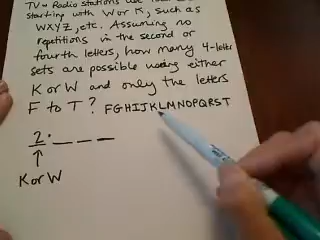 TV & Radio stations use
starting with W or K, such as
WXYZ, etc. Assuming no
repetitions in the second or
fourth letters, how many 4-letter
sets are possible using either
K or W and only the letters
F to T? FGHIJKLMNOPQRST
2 · _ _ _
K or W